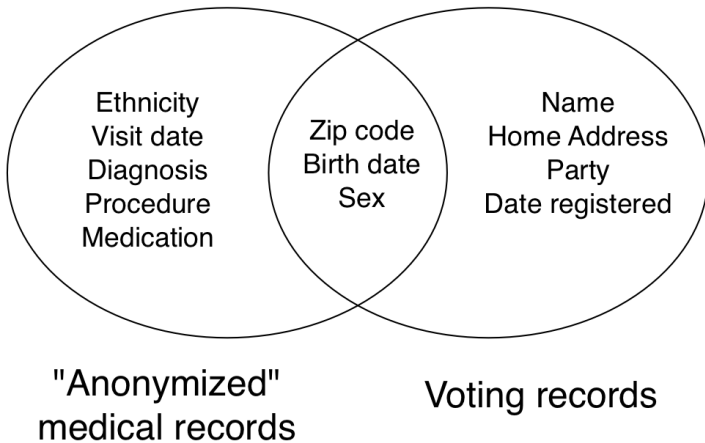 Ethnicity
Visit date
Diagnosis
Procedure
Medication
Zip code
Birth date
Sex
Name
Home Address
Party
Date registered
"Anonymized"
medical records
Voting records